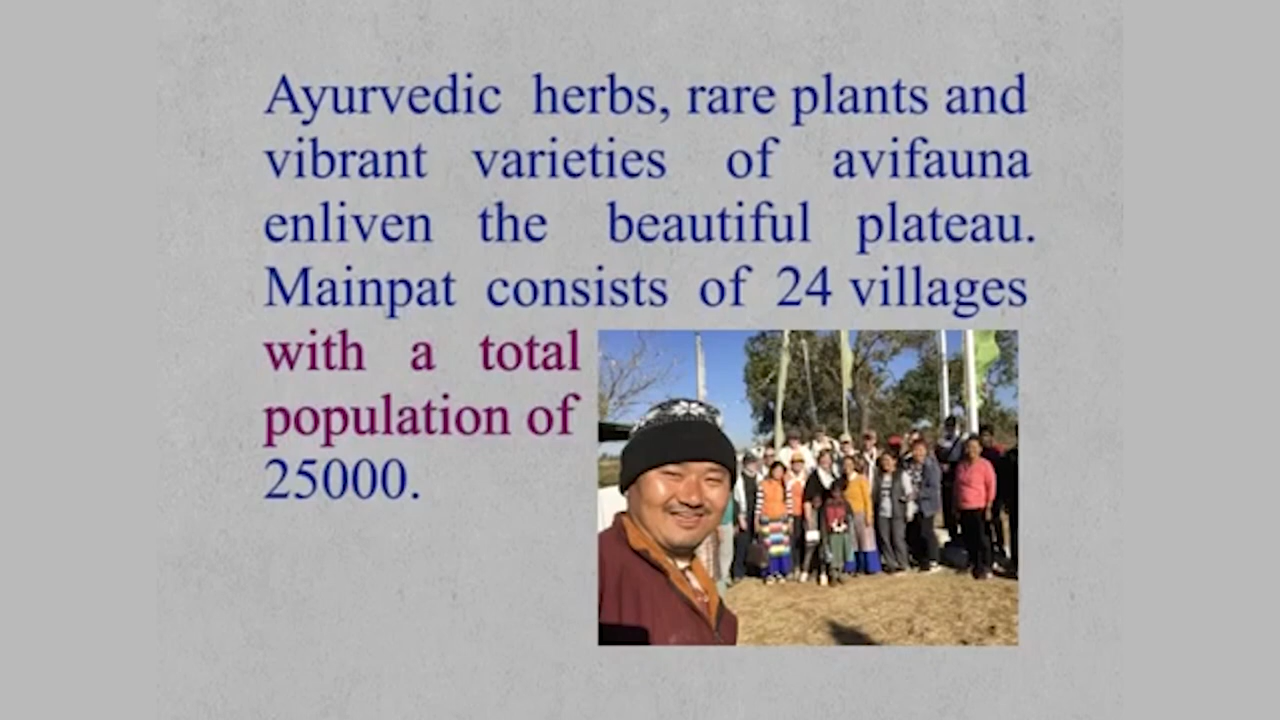 Ayurvedic herbs, rare plants and
vibrant varieties of avifauna
enliven the beautiful plateau.
Mainpat consists of 24 villages
with a total
population of
25000.